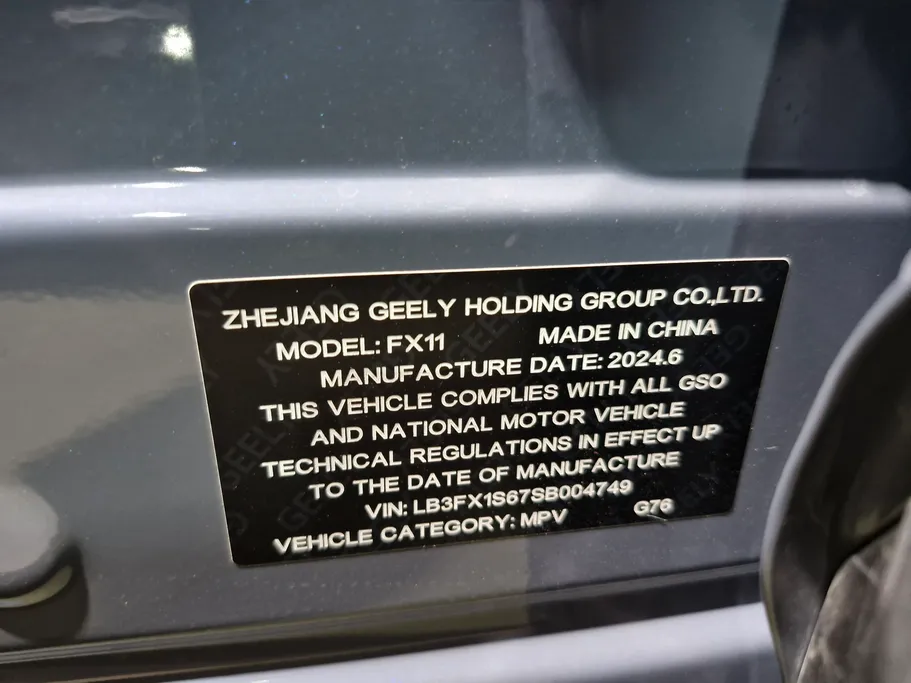 ZHEJIANG GEELY HOLDING GROUP CO.,LTD.
MODEL: FX11 MADE IN CHINA
MANUFACTURE DATE: 2024.6
THIS VEHICLE COMPLIES WITH ALL GSO
AND NATIONAL MOTOR VEHICLE
TECHNICAL REGULATIONS IN EFFECT UP
TO THE DATE OF MANUFACTURE
VIN: LB3FX1S67SB004749
VEHICLE CATEGORY: MPV G76